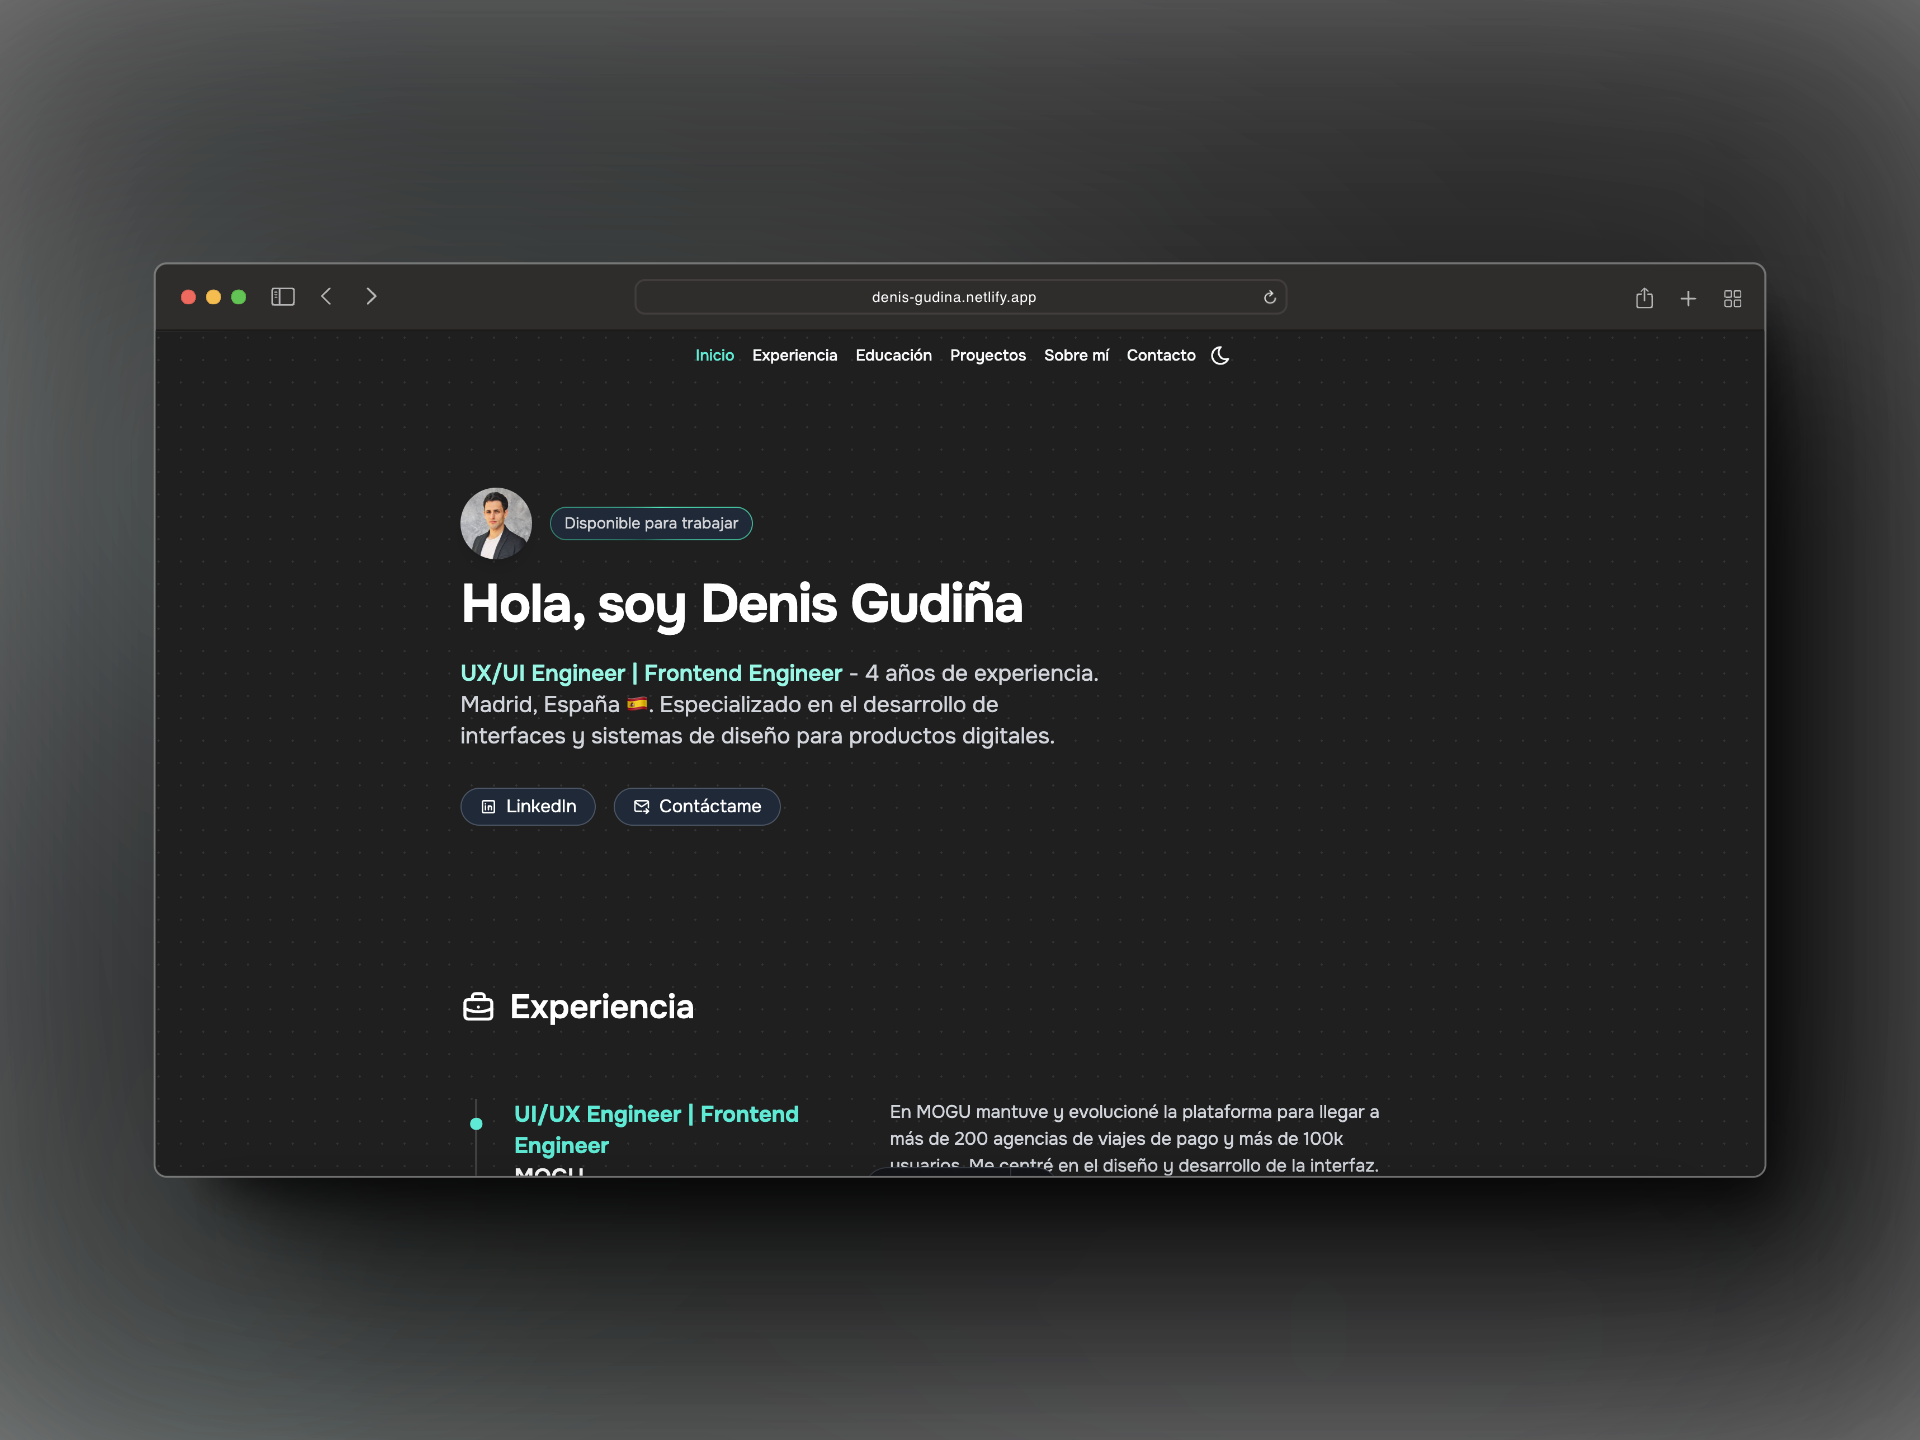 denis-gudina.netlify.app
Inicio Experiencia Educación Proyectos Sobre mí Contacto
Disponible para trabajar
Hola, soy Denis Gudiña
UX/UI Engineer | Frontend Engineer - 4 años de experiencia.
Madrid, España 🇪🇸. Especializado en el desarrollo de
interfaces y sistemas de diseño para productos digitales.
LinkedIn Contáctame
Experiencia
UI/UX Engineer | Frontend
Engineer
MOGU
En MOGU mantuve y evolucioné la plataforma para llegar a
más de 200 agencias de viajes de pago y más de 100k
usuarios. Me centré en el diseño y desarrollo de la interfaz.